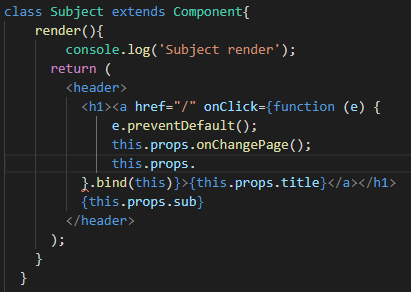 class Subject extends Component{
render(){
console.log('Subject render');
return (
<header>
<h1><a href="/" onClick={function (e) {
e.preventDefault();
this.props.onChangePage();
this.props.
}.bind(this)}>{this.props.title}</a></h1>
{this.props.sub}
</header>
);
}
}